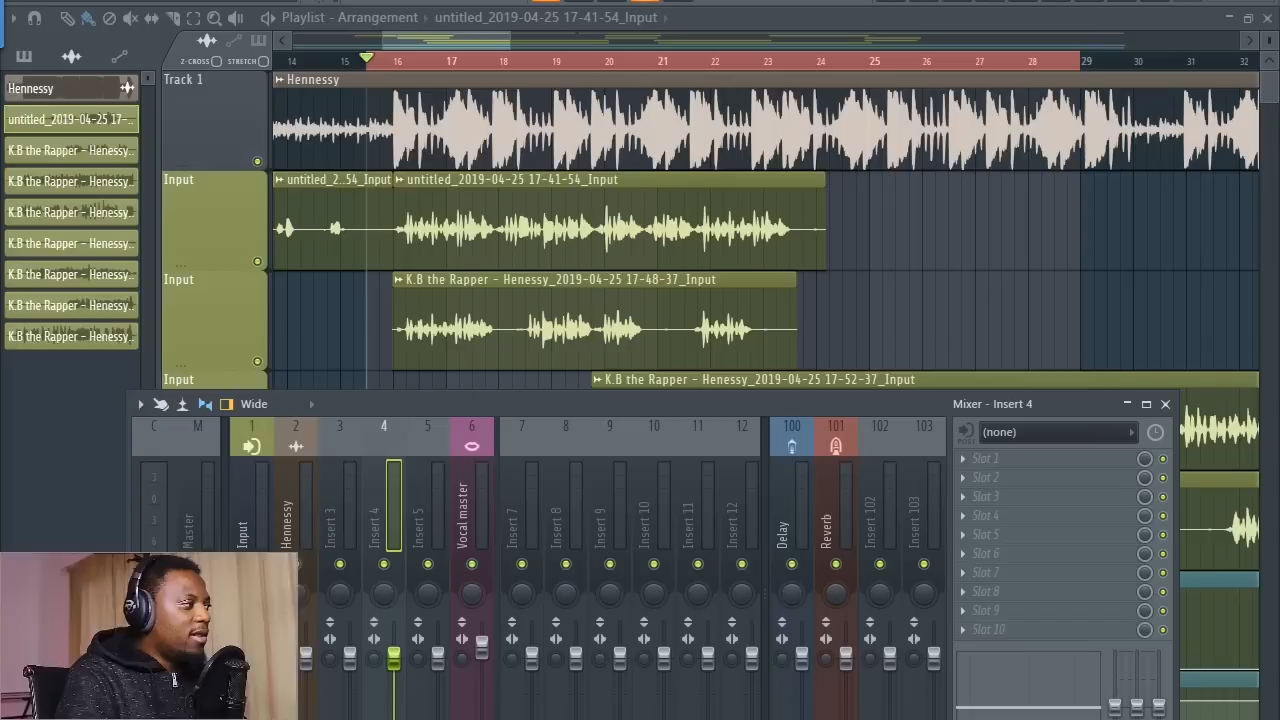 Playlist - Arrangement › untitled_2019-04-25 17-41-54_Input ›
Z-CROSS STRETCH
14 15 16 17 18 19 20 21 22 23 24 25 26 27 28 29 30 31 32
Hennessy
untitled_2019-04-25 17-..
K.B the Rapper - Henessy..
K.B the Rapper - Henessy..
K.B the Rapper - Henessy..
K.B the Rapper - Henessy..
K.B the Rapper - Henessy..
K.B the Rapper - Henessy..
K.B the Rapper - Henessy..
Track 1
Hennessy
Input
untitled_2..54_Input
untitled_2019-04-25 17-41-54_Input
Input
K.B the Rapper - Henessy_2019-04-25 17-48-37_Input
Input
K.B the Rapper - Henessy_2019-04-25 17-52-37_Input
Wide
Mixer - Insert 4
C M 1 2 3 4 5 6 7 8 9 10 11 12 100 101 102 103
3
0
3
6
Master
Input
Hennessy
Insert 3
Insert 4
Insert 5
Vocal master
Insert 7
Insert 8
Insert 9
Insert 10
Insert 11
Insert 12
Delay
Reverb
Insert 102
Insert 103
POST
(none)
Slot 1
Slot 2
Slot 3
Slot 4
Slot 5
Slot 6
Slot 7
Slot 8
Slot 9
Slot 10